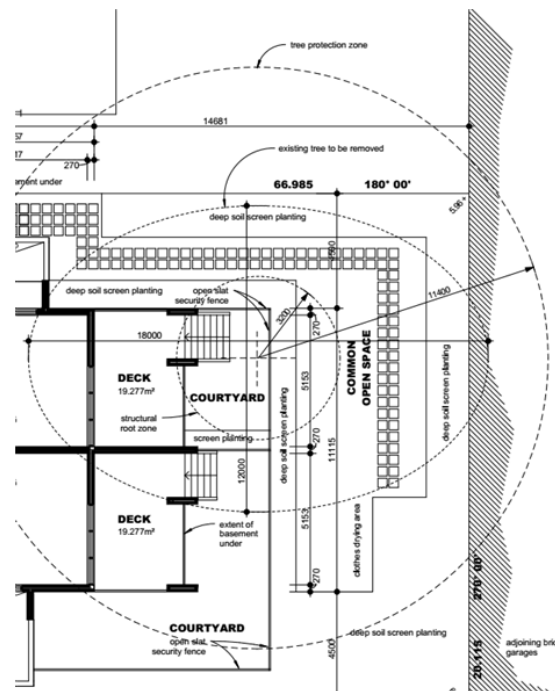 tree protection zone
14681
270
existing tree to be removed
66.985
180° 00'
deep soil screen planting
5.96
deep soil screen planting
open slat
security fence
3200
270
11400
18000
DECK
19.277m²
COURTYARD
COMMON
OPEN SPACE
structural
root zone
5153
11115
deep soil screen planting
deep soil screen planting
screen planting
270
12000
DECK
19.277m²
extent of
basement
under
5153
clothes drying area
270
270° 00'
COURTYARD
open slat
security fence
4500
deep soil screen planting
adjoining bric
garages
20.115